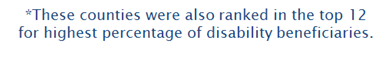 *These counties were also ranked in the top 12
for highest percentage of disability beneficiaries.